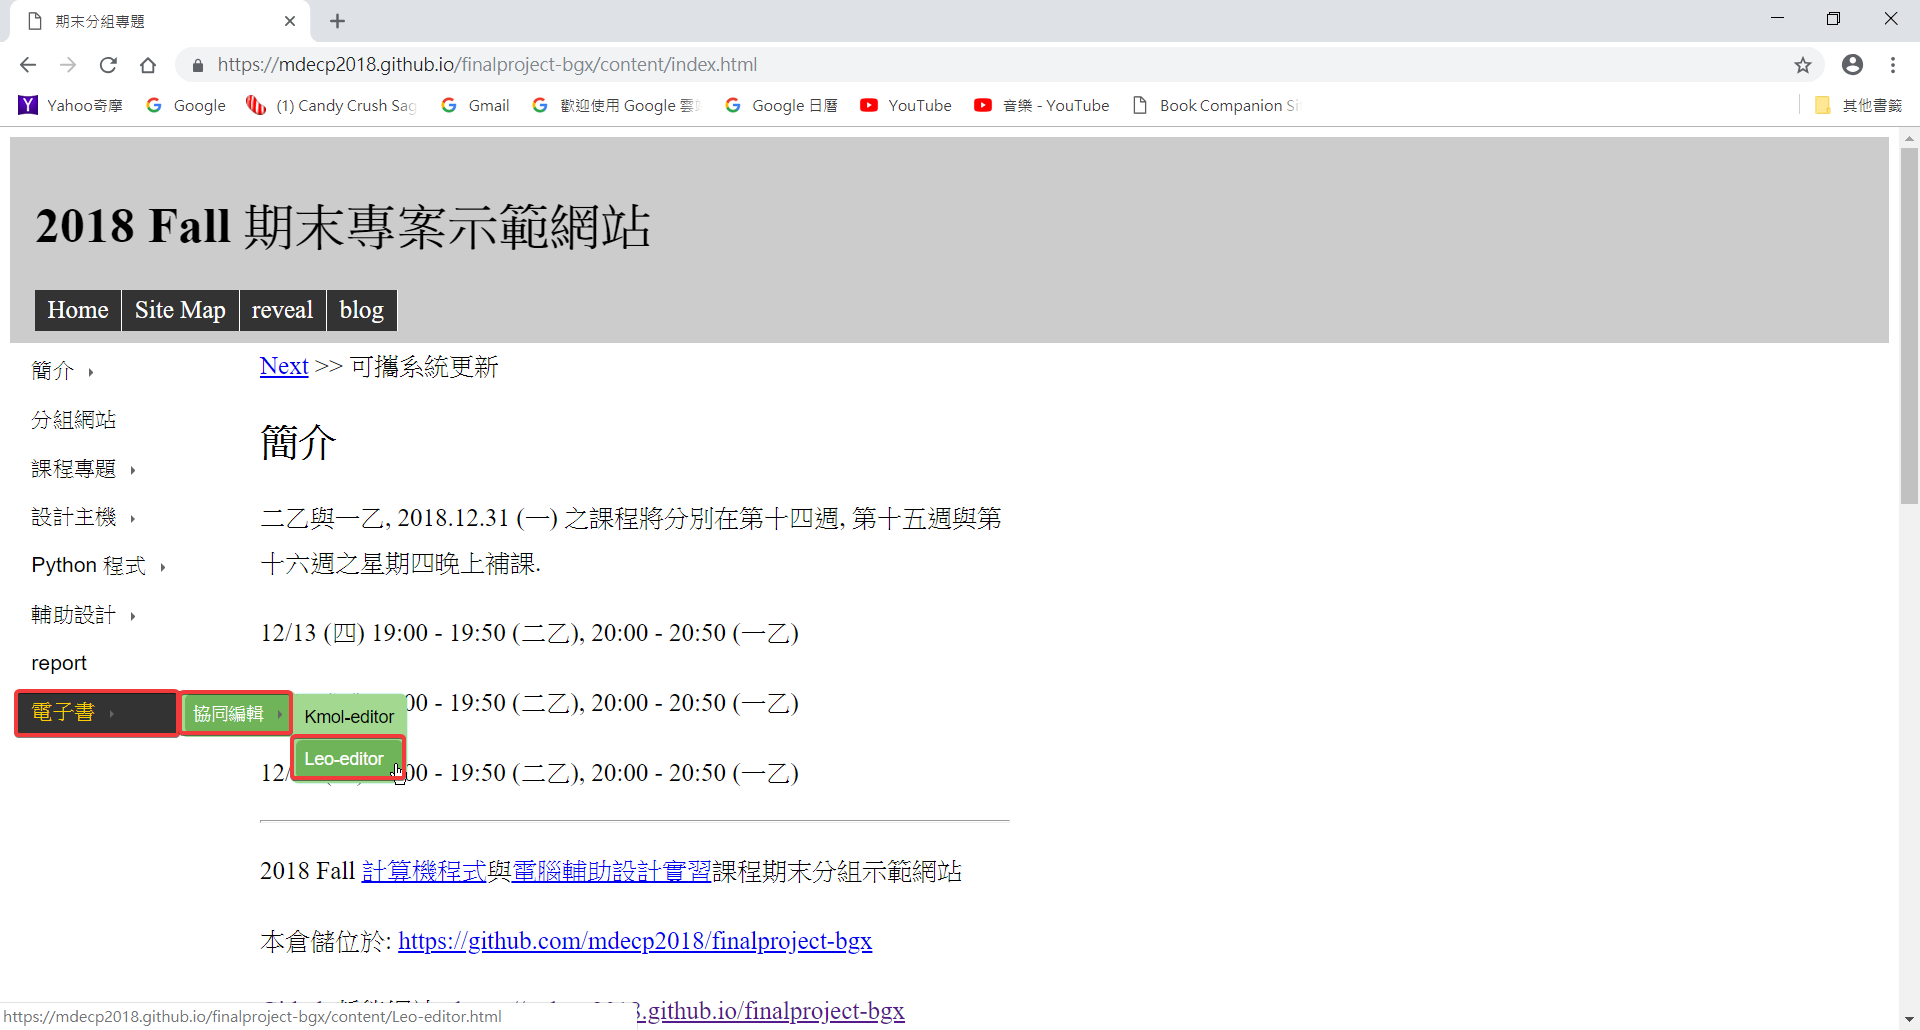 期末分組專題
https://mdecp2018.github.io/finalproject-bgx/content/index.html
Yahoo奇摩 Google (1) Candy Crush Sag Gmail 歡迎使用 Google 雲 Google 日曆 YouTube 音樂 - YouTube Book Companion Si 其他書籤
2018 Fall 期末專案示範網站
Home Site Map reveal blog
簡介
分組網站
課程專題
設計主機
Python 程式
輔助設計
report
電子書 協同編輯 Kmol-editor
Leo-editor
Next >> 可攜系統更新
簡介
二乙與一乙, 2018.12.31 (一) 之課程將分別在第十四週, 第十五週與第
十六週之星期四晚上補課.
12/13 (四) 19:00 - 19:50 (二乙), 20:00 - 20:50 (一乙)
00 - 19:50 (二乙), 20:00 - 20:50 (一乙)
12/ 00 - 19:50 (二乙), 20:00 - 20:50 (一乙)
2018 Fall 計算機程式與電腦輔助設計實習課程期末分組示範網站
本倉儲位於: https://github.com/mdecp2018/finalproject-bgx
.github.io/finalproject-bgx
https://mdecp2018.github.io/finalproject-bgx/content/Leo-editor.html